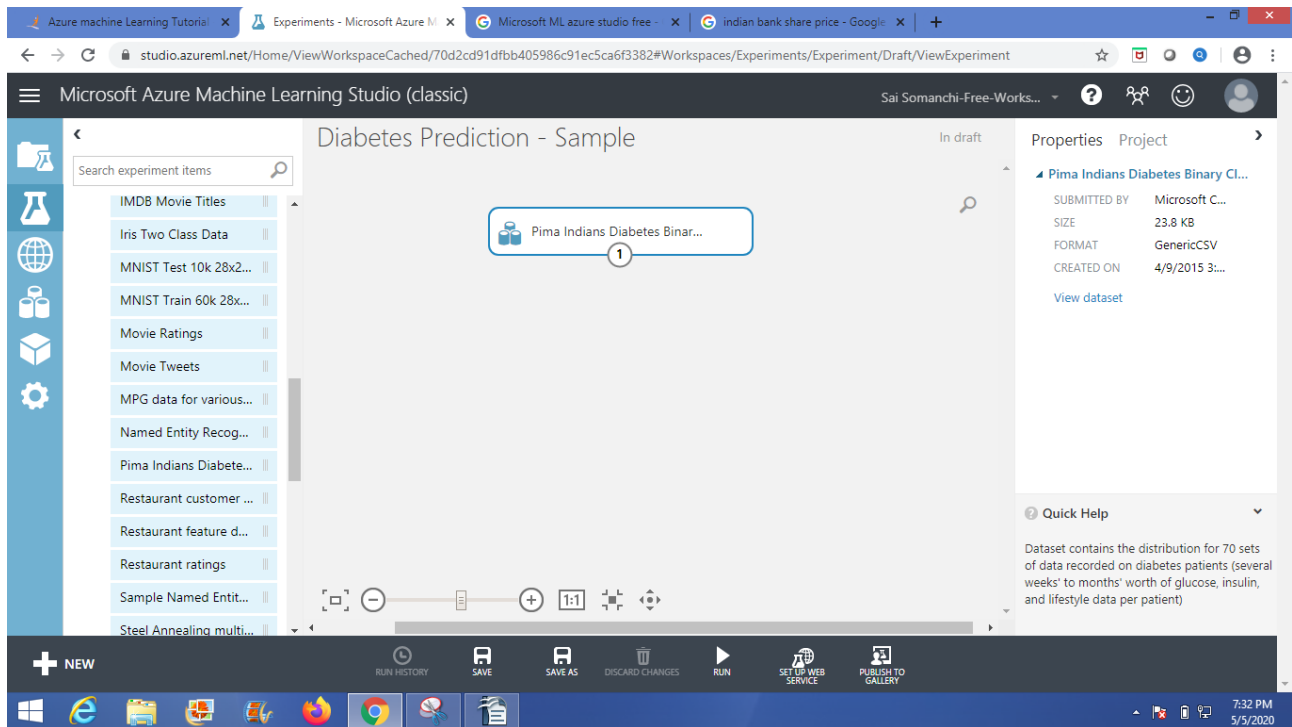 Azure machine Learning Tutorial
Experiments - Microsoft Azure M
Microsoft ML azure studio free -
indian bank share price - Google
studio.azureml.net/Home/ViewWorkspaceCached/70d2cd91dfbb405986c91ec5ca6f3382#Workspaces/Experiments/Experiment/Draft/ViewExperiment
Microsoft Azure Machine Learning Studio (classic)
Sai Somanchi-Free-Works...
Search experiment items
IMDB Movie Titles
Iris Two Class Data
MNIST Test 10k 28x2...
MNIST Train 60k 28x...
Movie Ratings
Movie Tweets
MPG data for various...
Named Entity Recog...
Pima Indians Diabete...
Restaurant customer ...
Restaurant feature d...
Restaurant ratings
Sample Named Entit...
Steel Annealing multi...
Diabetes Prediction - Sample
In draft
Pima Indians Diabetes Binar...
1
1:1
Properties Project
Pima Indians Diabetes Binary Cl...
SUBMITTED BY Microsoft C...
SIZE 23.8 KB
FORMAT GenericCSV
CREATED ON 4/9/2015 3:...
View dataset
Quick Help
Dataset contains the distribution for 70 sets
of data recorded on diabetes patients (several
weeks' to months' worth of glucose, insulin,
and lifestyle data per patient)
NEW
RUN HISTORY
SAVE
SAVE AS
DISCARD CHANGES
RUN
SET UP WEB
SERVICE
PUBLISH TO
GALLERY
7:32 PM
5/5/2020